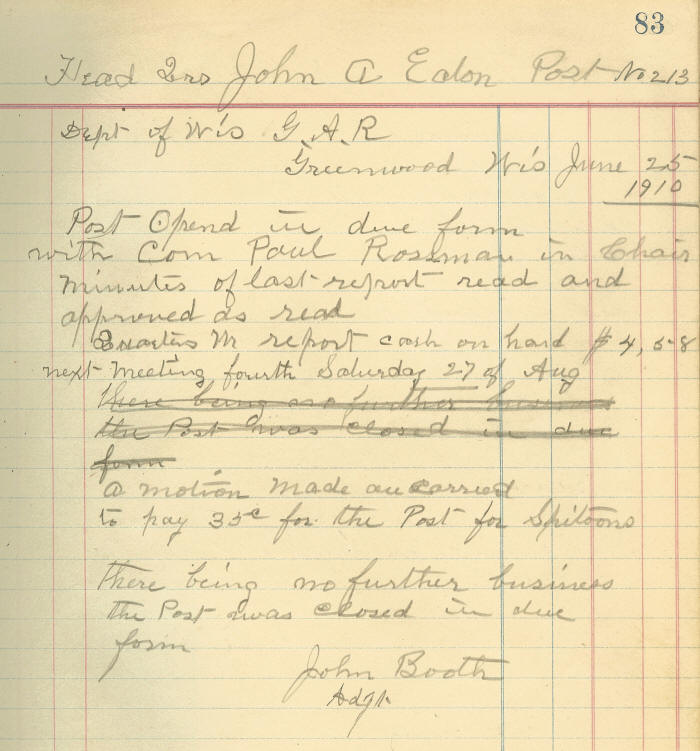 83
Head Qrs John A Eaton Post No 213
Dept of Wis G. A. R
Greenwood Wis June 25
1910
Post Opend in due form
with Com Paul Rossman in Chair
minutes of last report read and
approved as read
Quarters Mr report cash on hand $4,58
next Meeting fourth Saturday 27 of Aug
there being no further business
the Post was closed in due
form
a motion Made an carried
to pay 35c for the Post for Spitoons
there being no further business
the Post was closed in due
form
John Booth
Adgt.